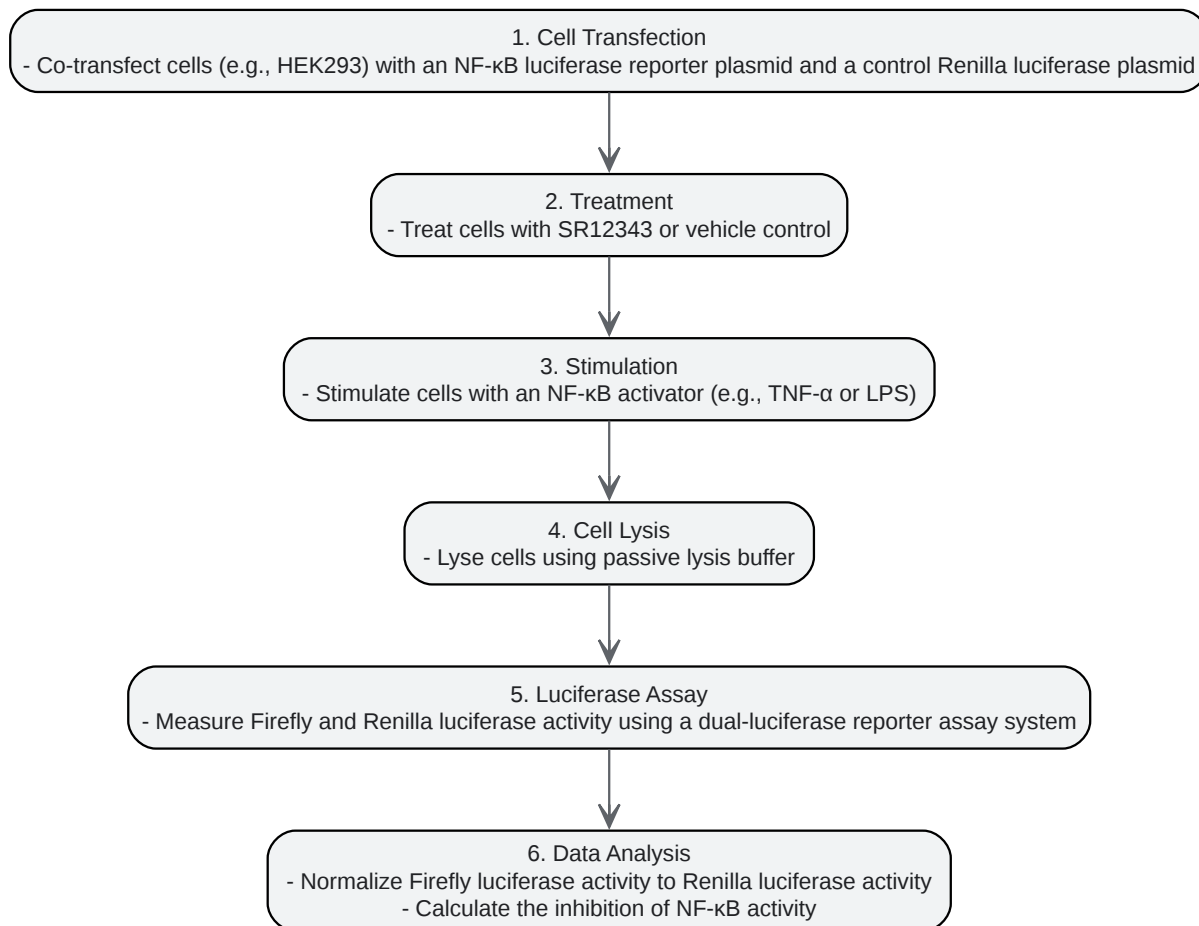 1. Cell Transfection
- Co-transfect cells (e.g., HEK293) with an NF-κB luciferase reporter plasmid and a control Renilla luciferase plasmid
2. Treatment
- Treat cells with SR12343 or vehicle control
3. Stimulation
- Stimulate cells with an NF-κB activator (e.g., TNF-α or LPS)
4. Cell Lysis
- Lyse cells using passive lysis buffer
5. Luciferase Assay
- Measure Firefly and Renilla luciferase activity using a dual-luciferase reporter assay system
6. Data Analysis
- Normalize Firefly luciferase activity to Renilla luciferase activity
- Calculate the inhibition of NF-κB activity